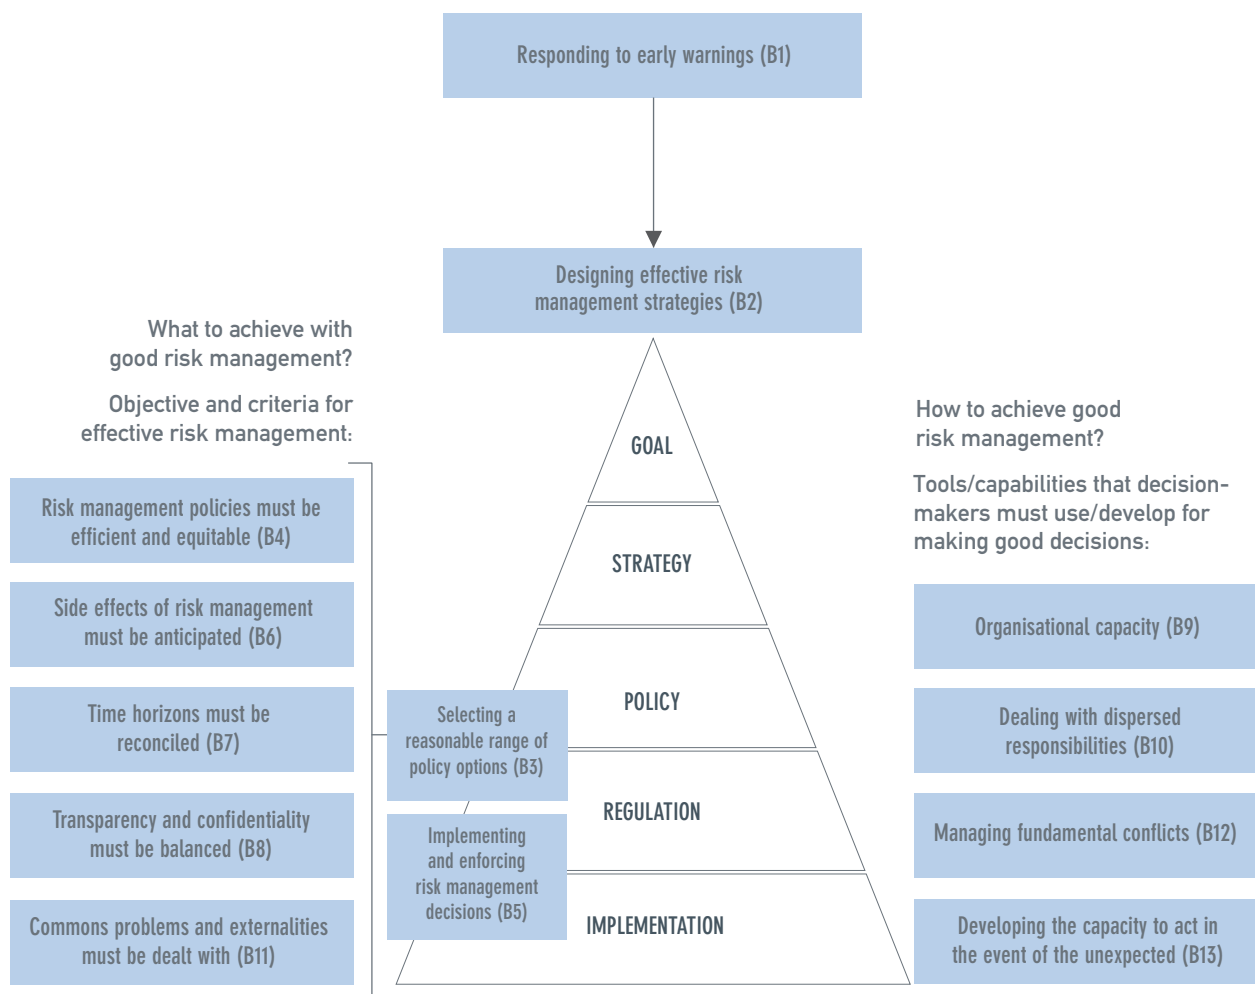 Responding to early warnings (B1)
Designing effective risk
management strategies (B2)
What to achieve with
good risk management?
Objective and criteria for
effective risk management:
Risk management policies must be
efficient and equitable (B4)
Side effects of risk management
must be anticipated (B6)
Time horizons must be
reconciled (B7)
Transparency and confidentiality
must be balanced (B8)
Commons problems and externalities
must be dealt with (B11)
GOAL
STRATEGY
POLICY
REGULATION
IMPLEMENTATION
Selecting a
reasonable range of
policy options (B3)
Implementing
and enforcing
risk management
decisions (B5)
How to achieve good
risk management?
Tools/capabilities that decision-
makers must use/develop for
making good decisions:
Organisational capacity (B9)
Dealing with dispersed
responsibilities (B10)
Managing fundamental conflicts (B12)
Developing the capacity to act in
the event of the unexpected (B13)